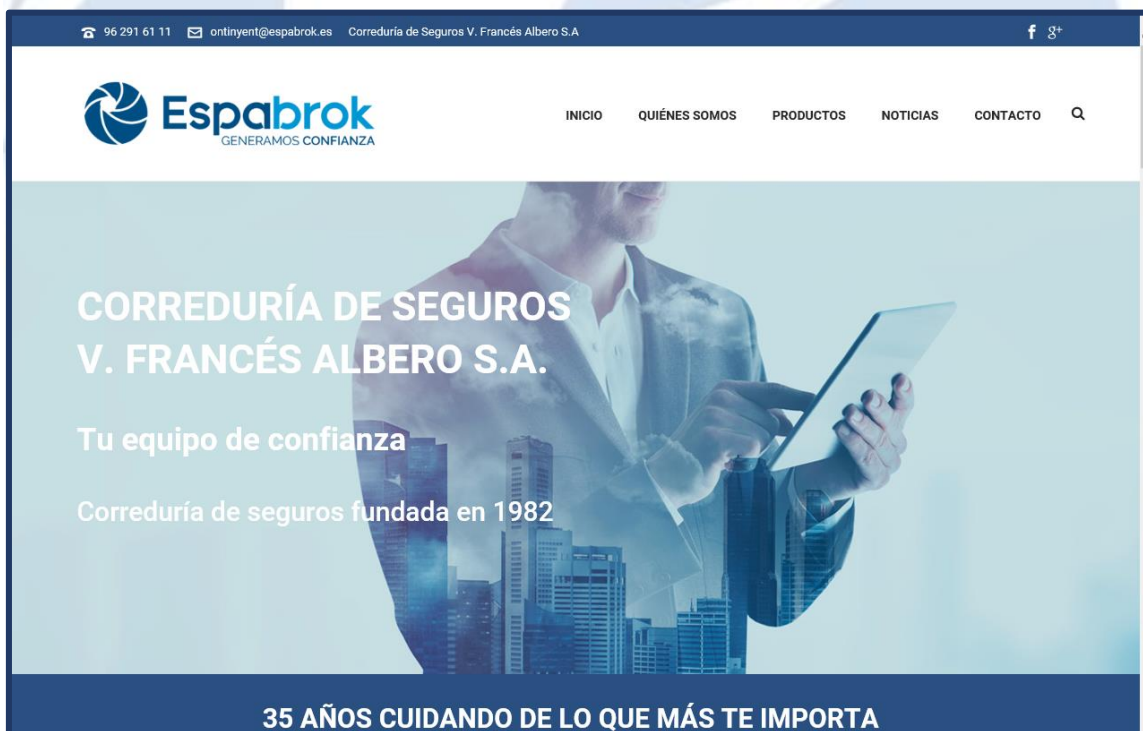 96 291 61 11 ontinyent@espabrok.es Correduría de Seguros V. Francés Albero S.A
f g+
Espabrok
GENERAMOS CONFIANZA
INICIO QUIÉNES SOMOS PRODUCTOS NOTICIAS CONTACTO
CORREDURÍA DE SEGUROS
V. FRANCÉS ALBERO S.A.
Tu equipo de confianza
Correduría de seguros fundada en 1982
35 AÑOS CUIDANDO DE LO QUE MÁS TE IMPORTA